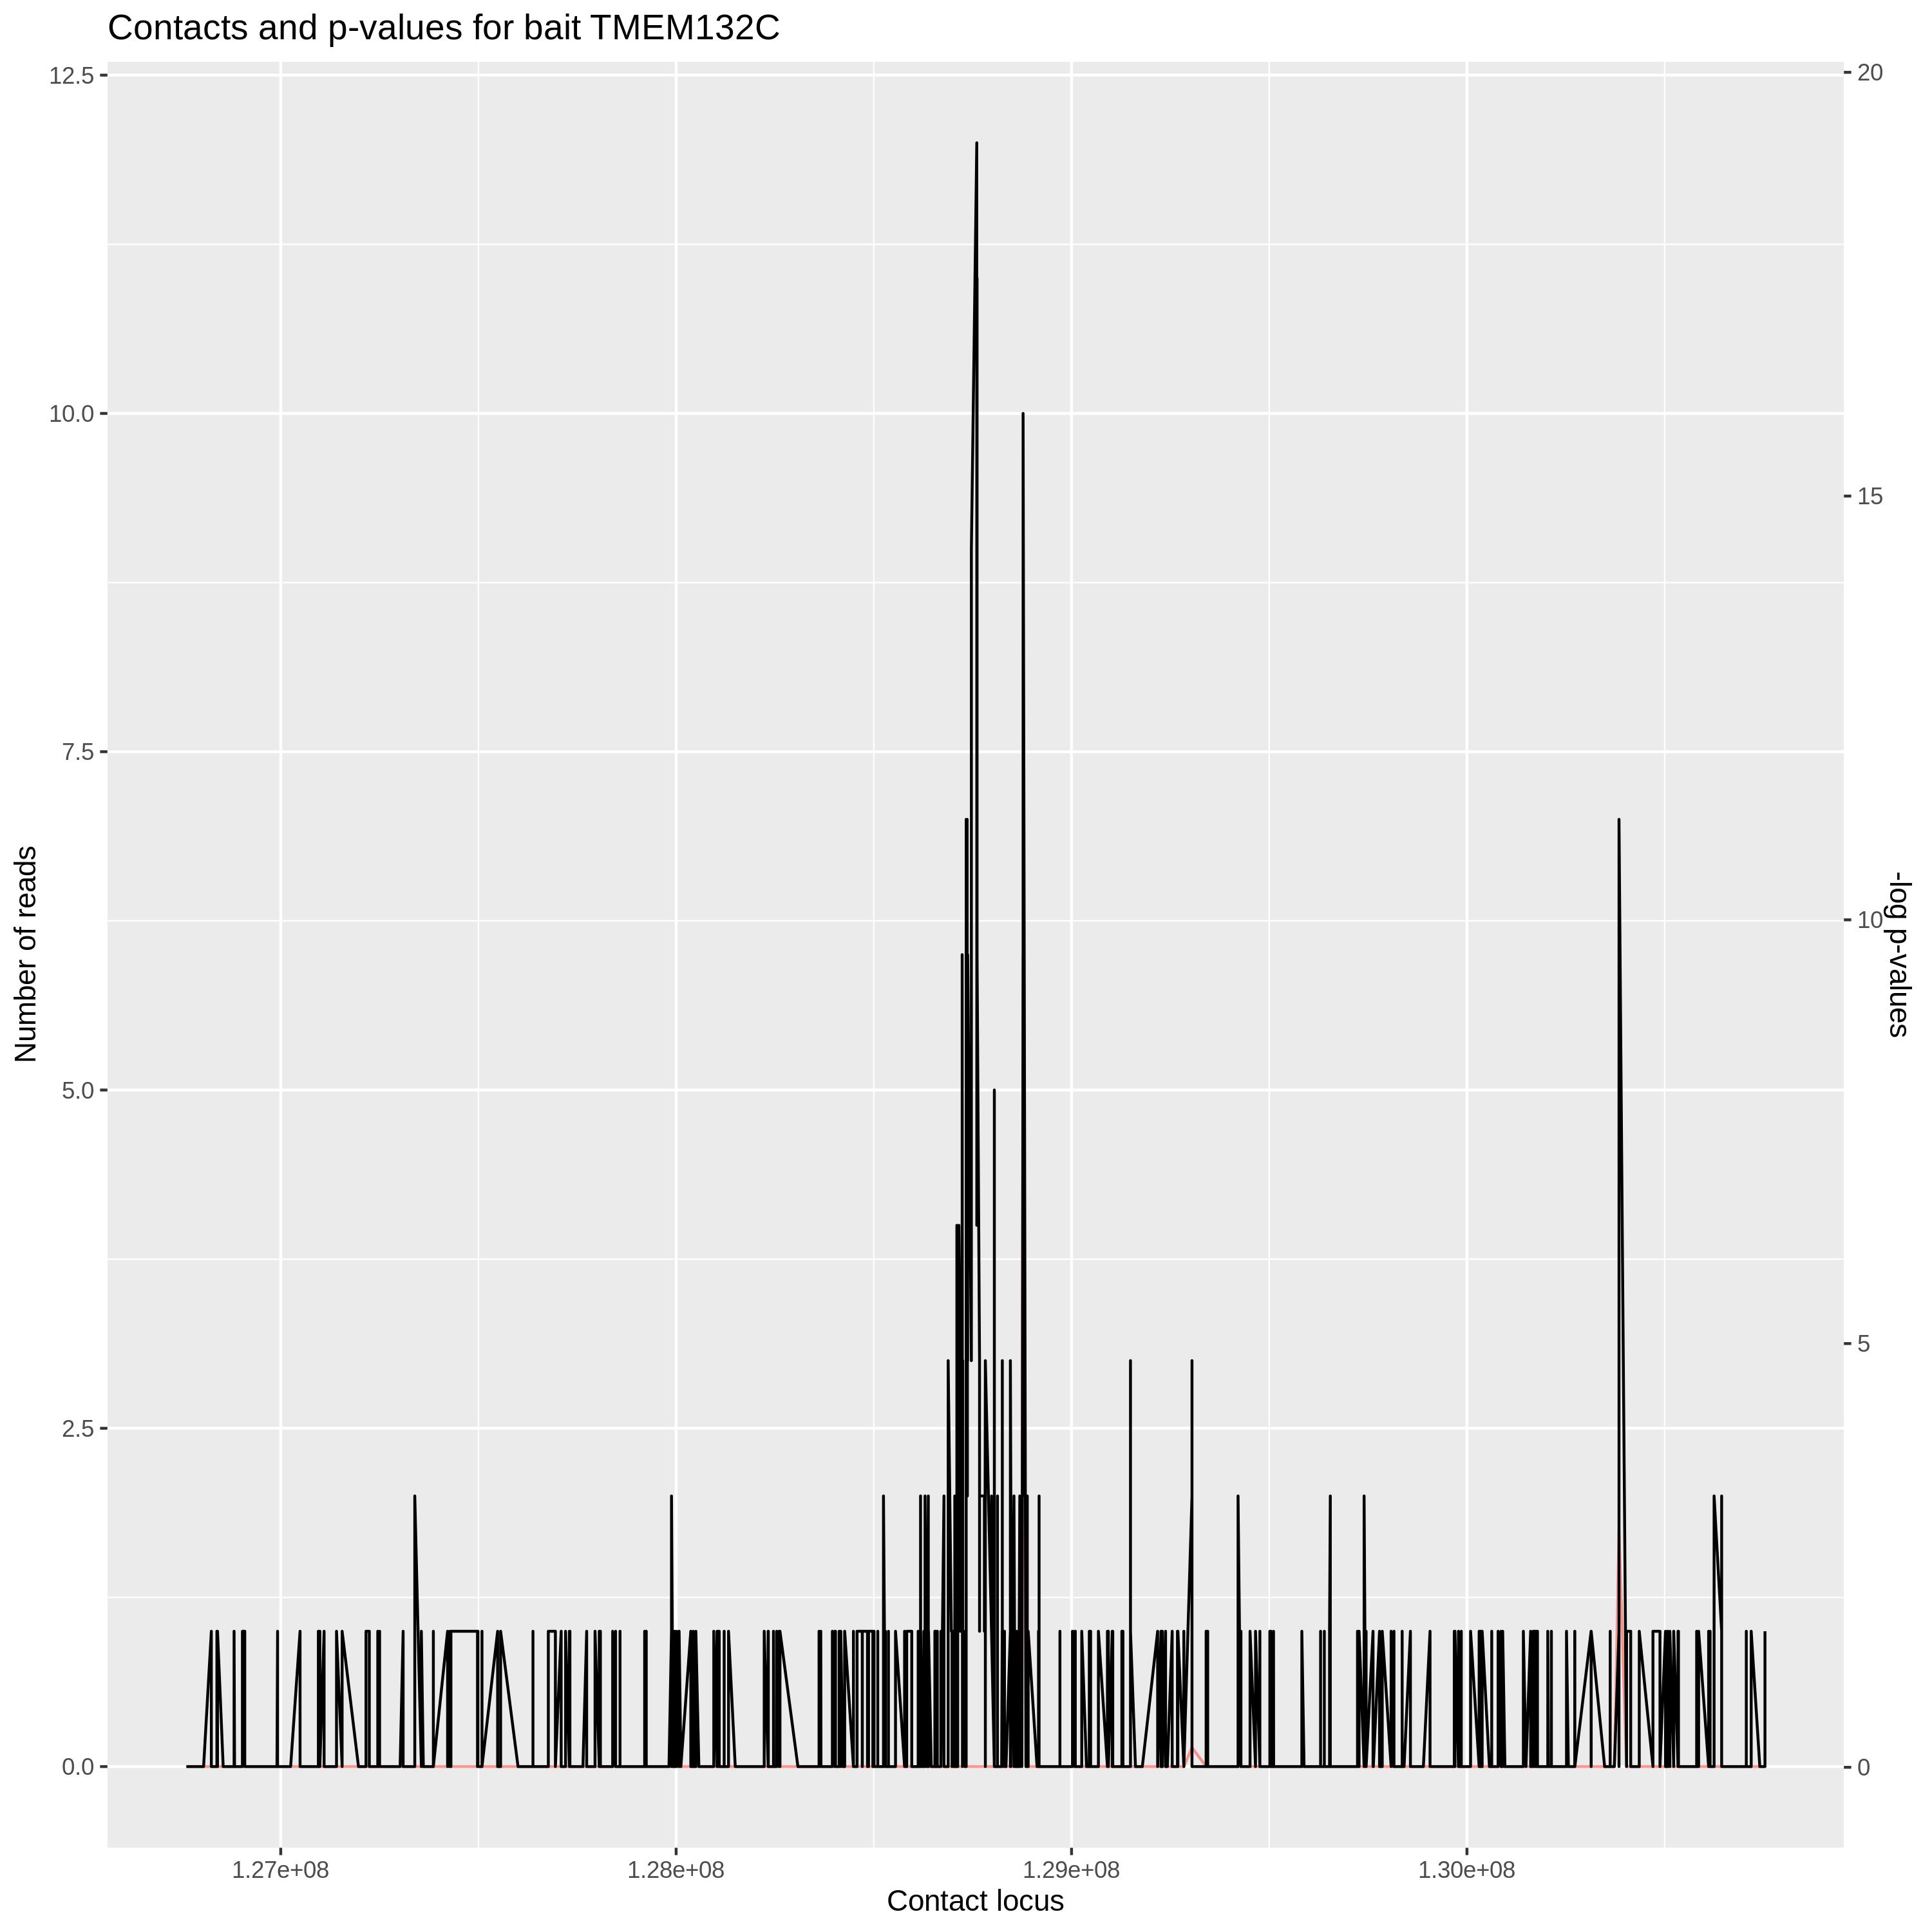 Contacts and p-values for bait TMEM132C
12.5
10.0
7.5
5.0
2.5
0.0
Number of reads
20
15
10
5
0
-log p-values
1.27e+08
1.28e+08
1.29e+08
1.30e+08
Contact locus